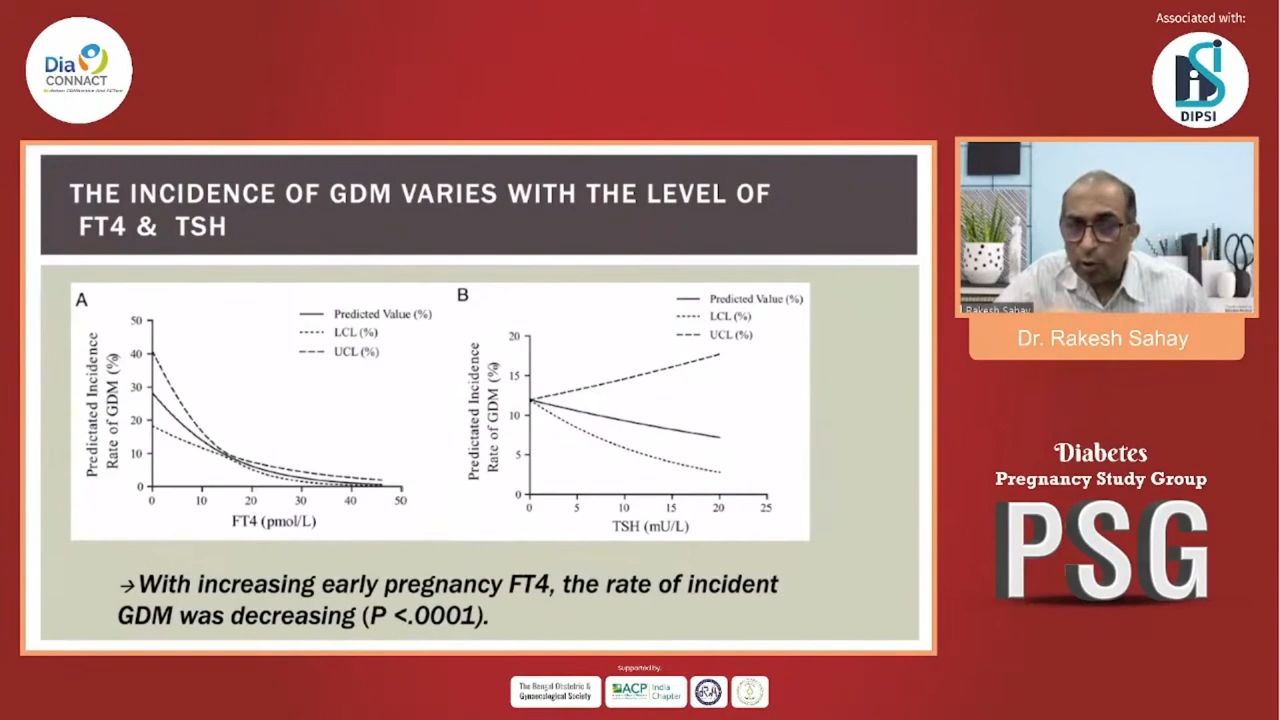 Dia
CONNACT
Associated with:
DIPSI
THE INCIDENCE OF GDM VARIES WITH THE LEVEL OF
FT4 & TSH
A
Predictated Incidence
Rate of GDM (%)
50
40
30
20
10
0
0 10 20 30 40 50
FT4 (pmol/L)
Predicted Value (%)
LCL (%)
UCL (%)
B
Predictated Incidence
Rate of GDM (%)
20
15
10
5
0
0 5 10 15 20 25
TSH (mU/L)
Predicted Value (%)
LCL (%)
UCL (%)
→With increasing early pregnancy FT4, the rate of incident
GDM was decreasing (P <.0001).
Rakesh Sahay
Dr. Rakesh Sahay
Diabetes
Pregnancy Study Group
PSG
Supported by:
The Bengal Obstetric &
Gynaecological Society
ACP India
Chapter